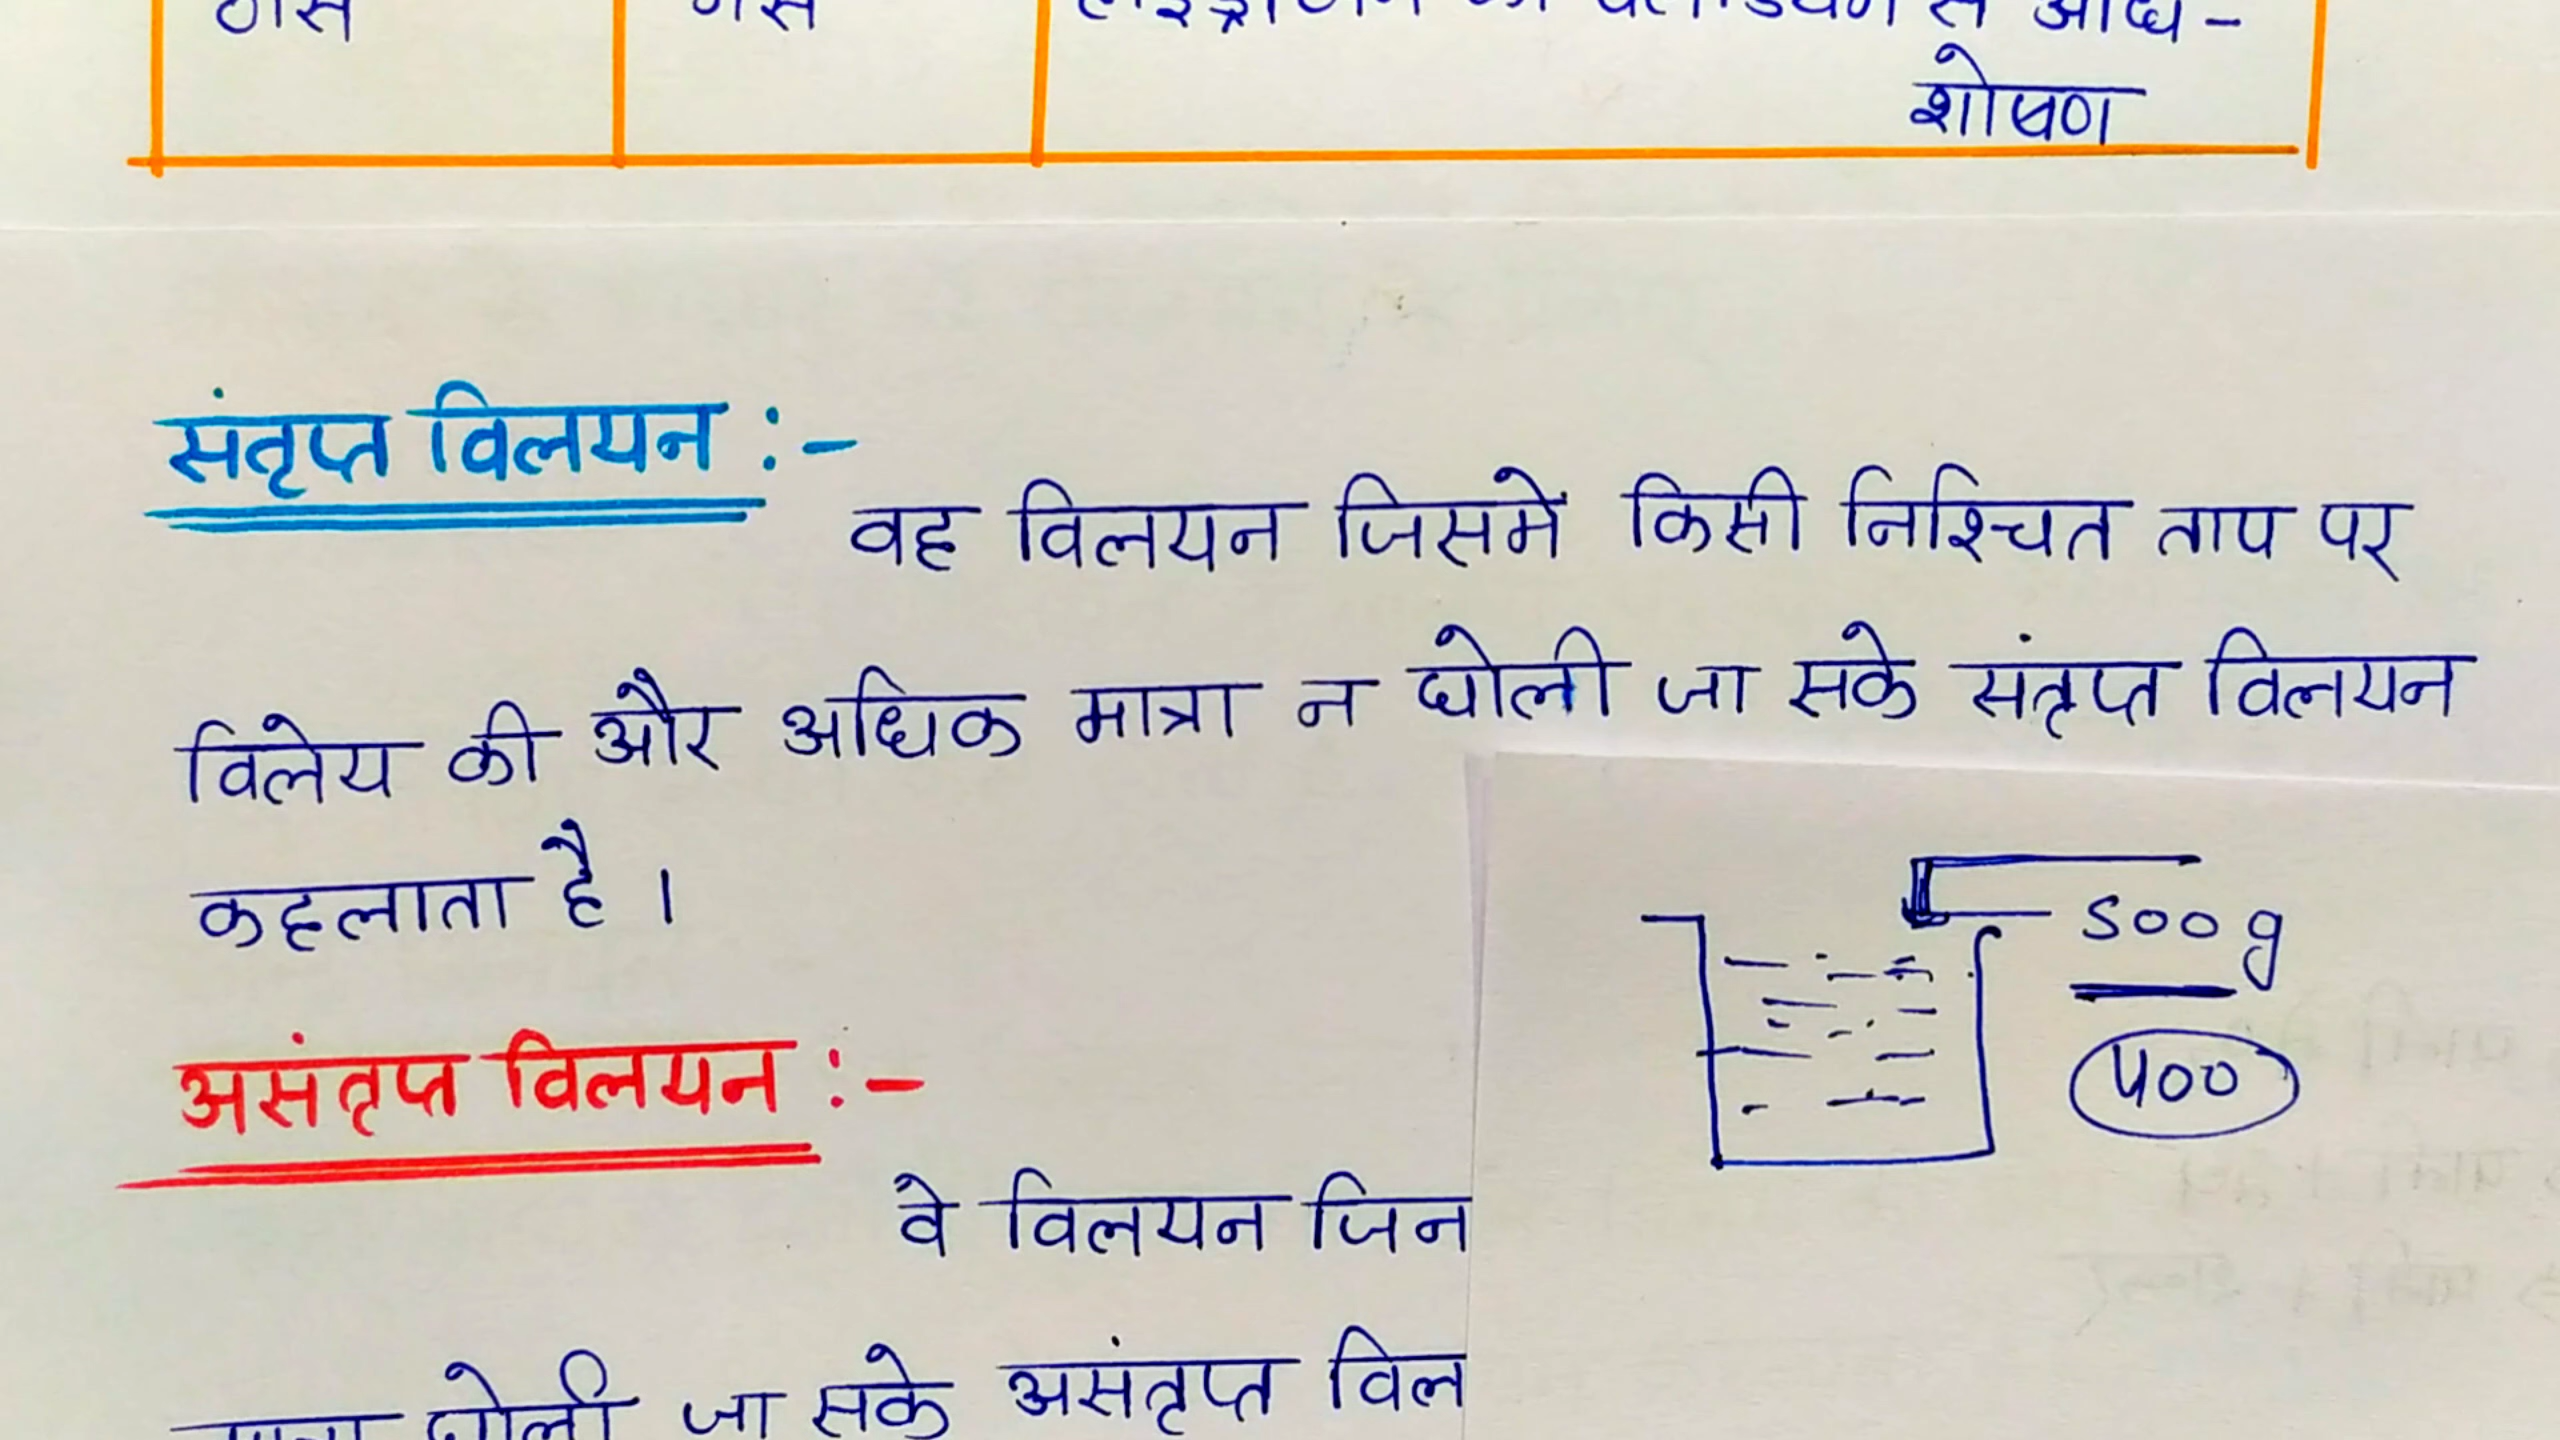 शोषण
संतृप्त विलयन :-
वह विलयन जिसमे किसी निश्चित ताप पर
विलेय की और अधिक मात्रा न घोली जा सके संतृप्त विलयन
कहलाता है ।
500g
400
असंतृप्त विलयन :-
वे विलयन जिन
घोली जा सके असंतृप्त विल